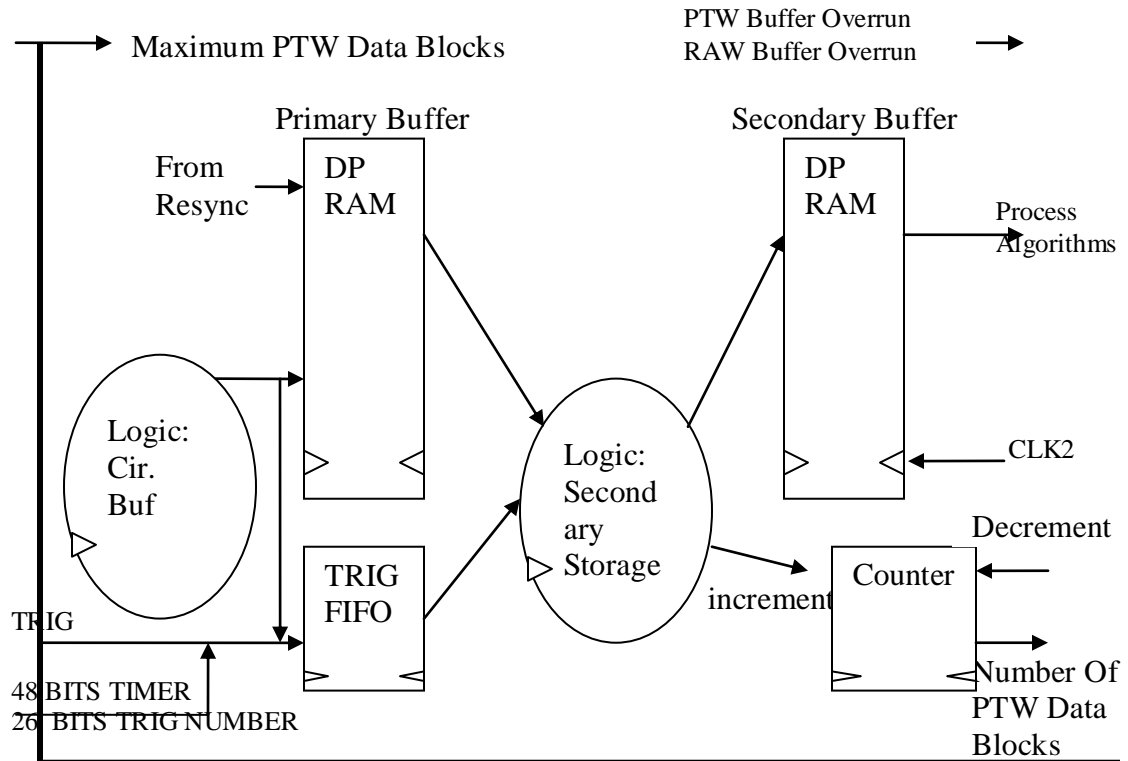 Maximum PTW Data Blocks
PTW Buffer Overrun
RAW Buffer Overrun
Primary Buffer
Secondary Buffer
From
Resync
DP
RAM
DP
RAM
Process
Algorithms
Logic:
Cir.
Buf
Logic:
Second
ary
Storage
CLK2
Decrement
TRIG
FIFO
Counter
increment
TRIG
48 BITS TIMER
26 BITS TRIG NUMBER
Number Of
PTW Data
Blocks